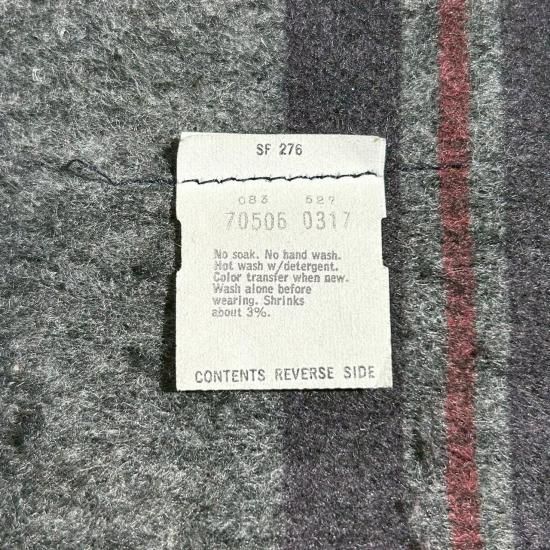 SF 276
083 527
70506 0317
No soak. No hand wash.
Hot wash w/detergent.
Color transfer when new.
Wash alone before
wearing. Shrinks
about 3%.
CONTENTS REVERSE SIDE